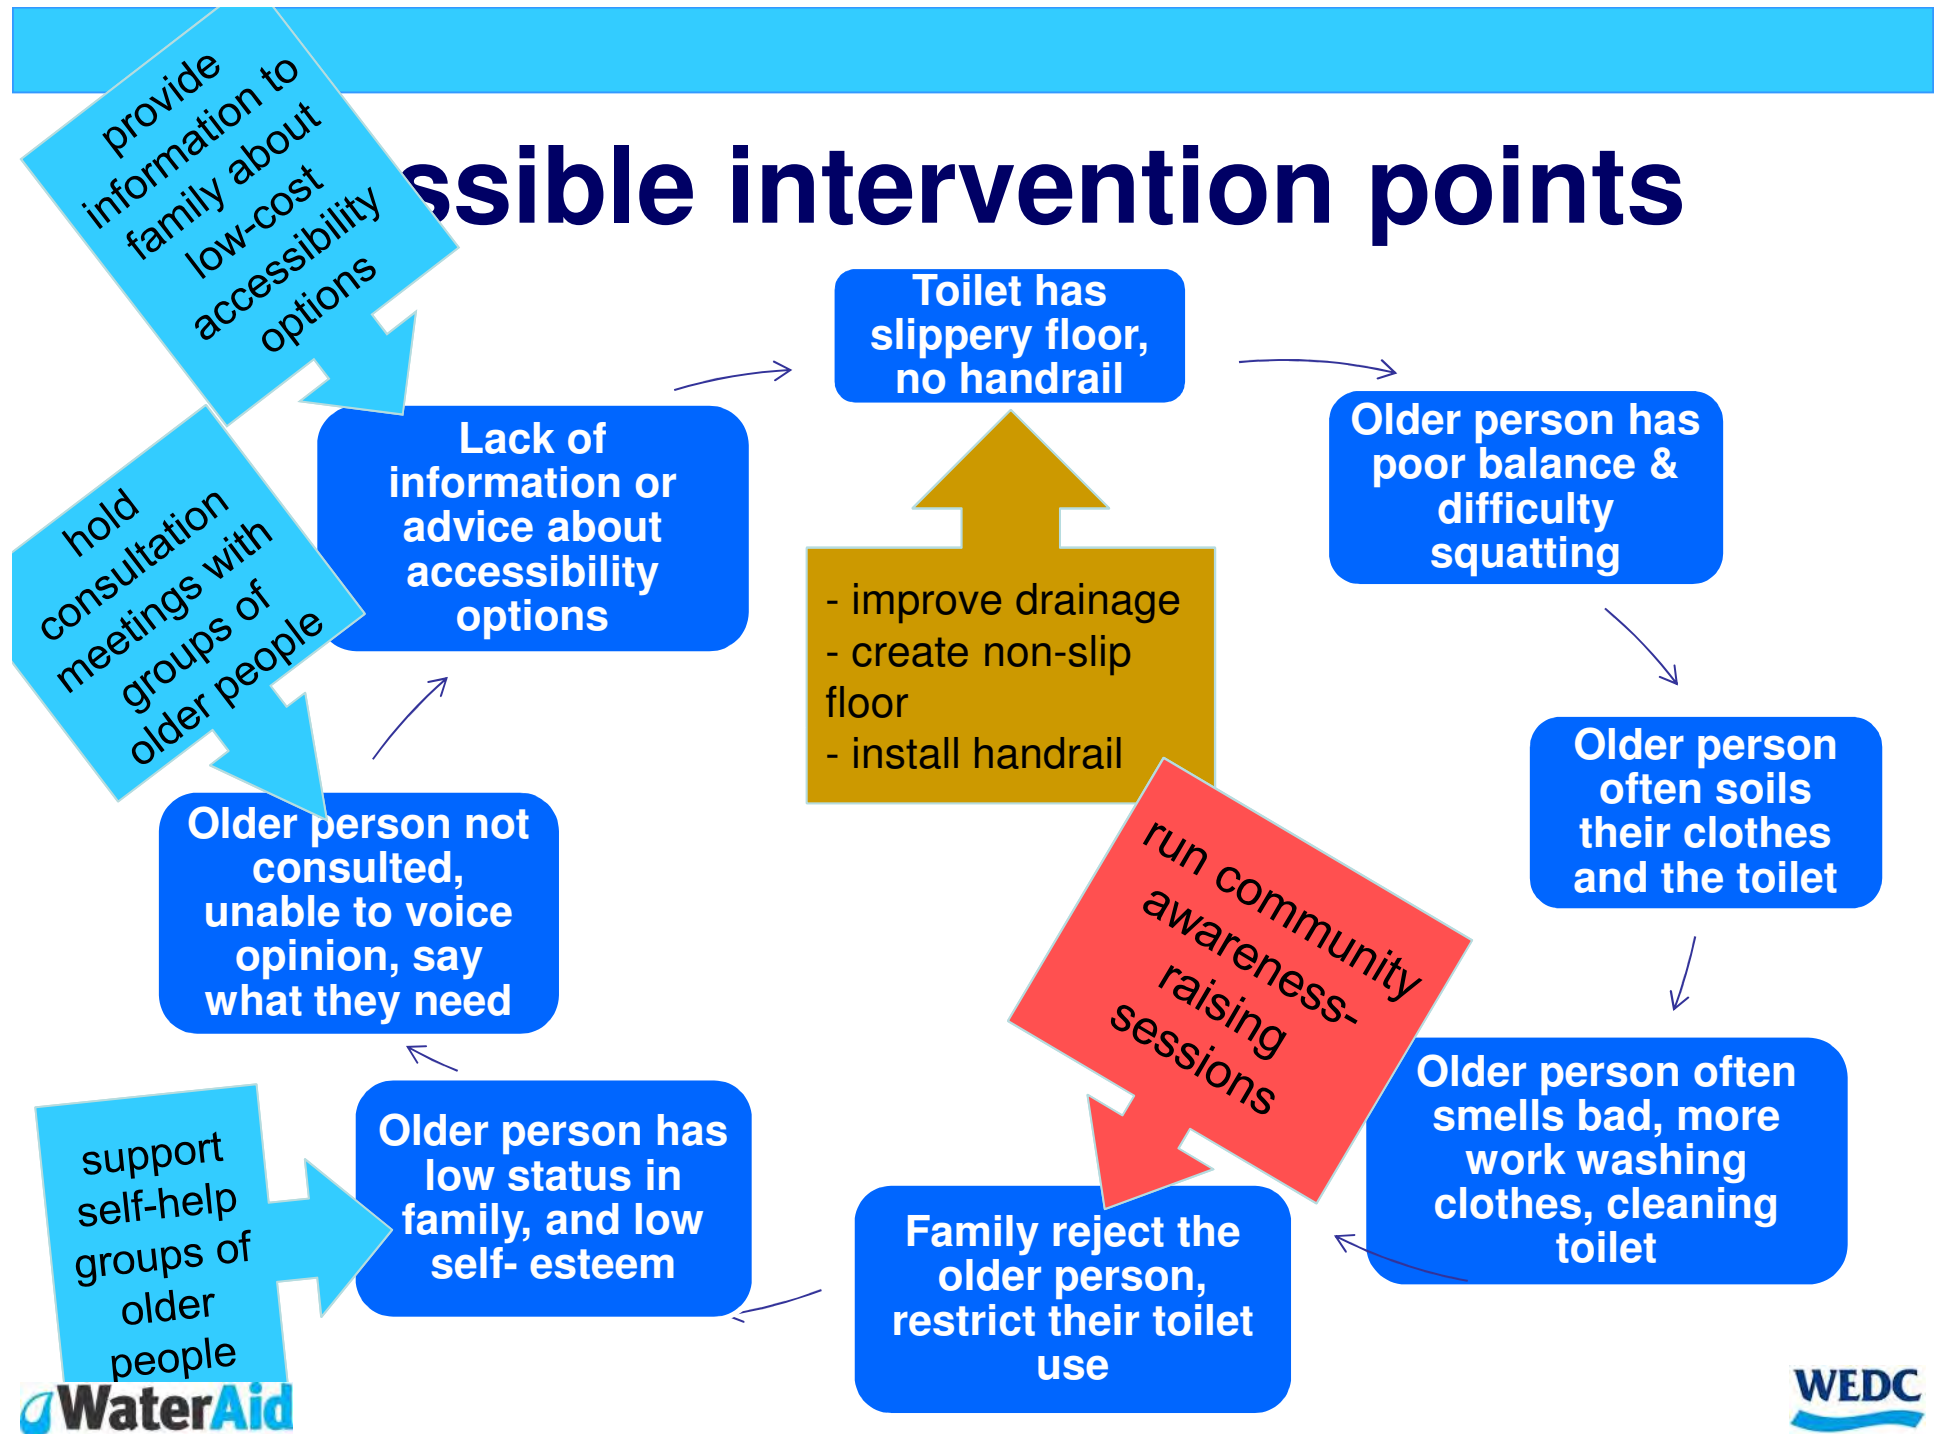 provide
information to
family about
low-cost
accessibility
options
ssible intervention points
Toilet has
slippery floor,
no handrail
Older person has
poor balance &
difficulty
squatting
Older person
often soils
their clothes
and the toilet
Older person often
smells bad, more
work washing
clothes, cleaning
toilet
Family reject the
older person,
restrict their toilet
use
Older person has
low status in
family, and low
self- esteem
Older person not
consulted,
unable to voice
opinion, say
what they need
Lack of
information or
advice about
accessibility
options
hold
consultation
meetings with
groups of
older people
- improve drainage
- create non-slip
floor
- install handrail
run community
awareness-
raising
sessions
support
self-help
groups of
older
people
WaterAid
WEDC